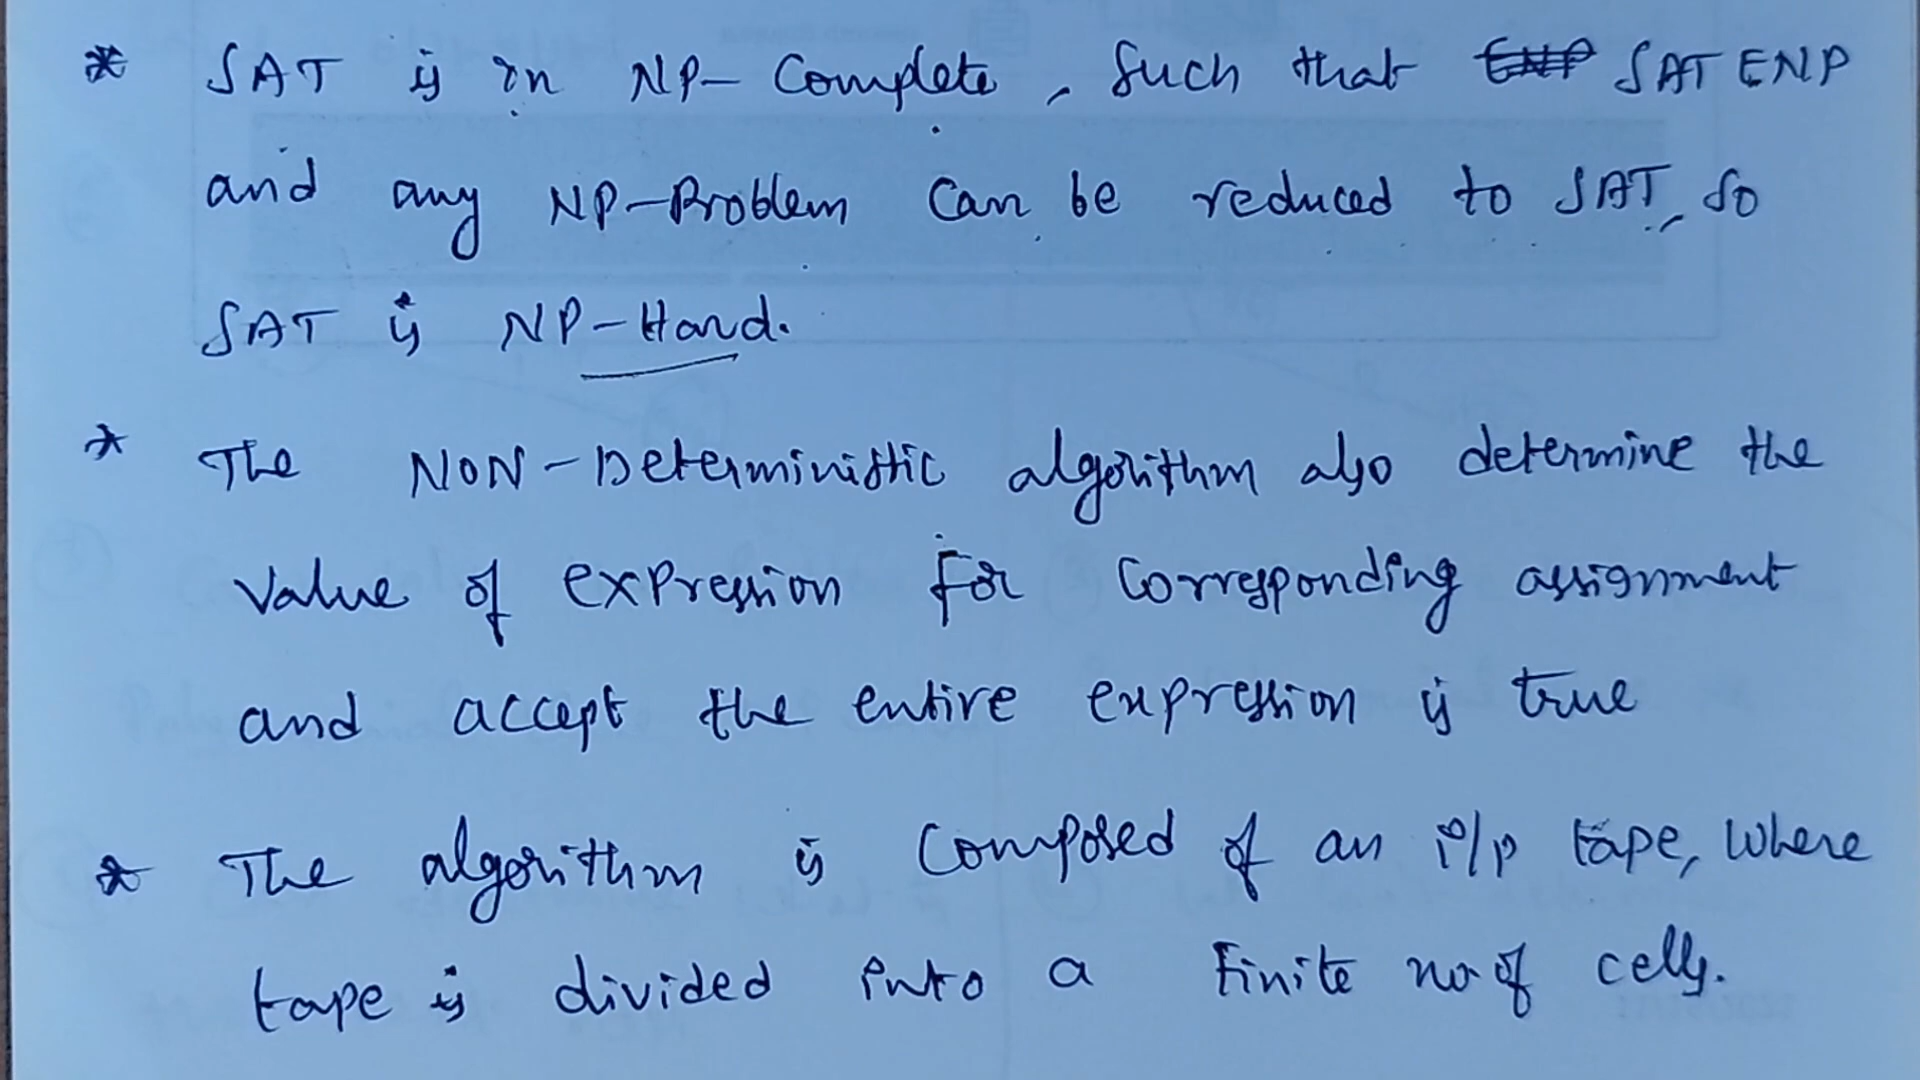 * SAT is in NP-Complete, Such that SAT ENP
and any NP-Problem Can be reduced to SAT, So
SAT is NP-Hard.
* The NON-Deterministic algorithm also determine the
Value of expression for Corresponding assignment
and accept the entire expression is true
* The algorithm is Composed of an i/p tape, where
tape is divided into a Finite no of cells.